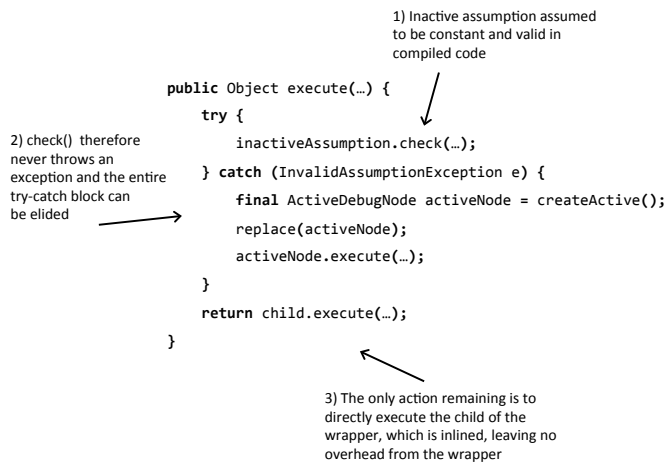 1) Inactive assumption assumed
to be constant and valid in
compiled code
public Object execute(…) {
try {
inactiveAssumption.check(…);
} catch (InvalidAssumptionException e) {
final ActiveDebugNode activeNode = createActive();
replace(activeNode);
activeNode.execute(…);
}
return child.execute(…);
}
2) check() therefore
never throws an
exception and the entire
try-catch block can
be elided
3) The only action remaining is to
directly execute the child of the
wrapper, which is inlined, leaving no
overhead from the wrapper